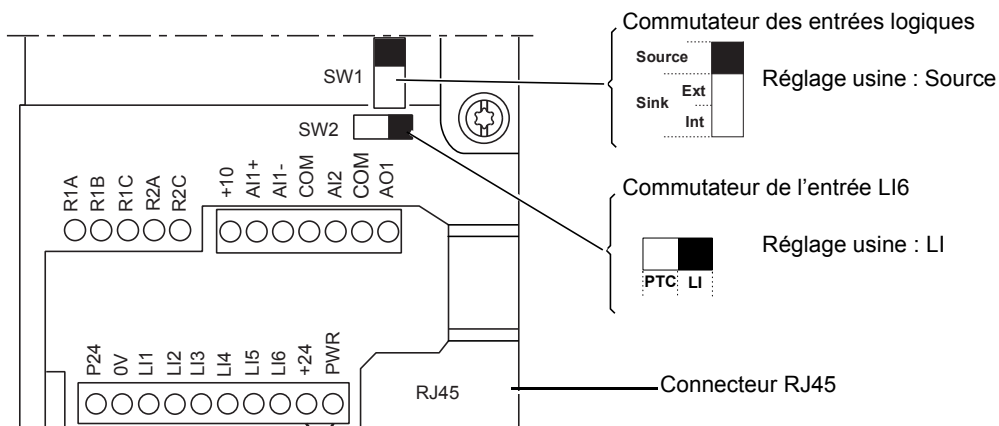 Commutateur des entrées logiques
SW1
Source
Ext
Sink
Int
Réglage usine : Source
SW2
Commutateur de l'entrée LI6
Réglage usine : LI
PTC LI
R1A R1B R1C R2A R2C
+10 AI1+ AI1- COM AI2 COM AO1
P24 0V LI1 LI2 LI3 LI4 LI5 LI6 +24 PWR
RJ45
Connecteur RJ45